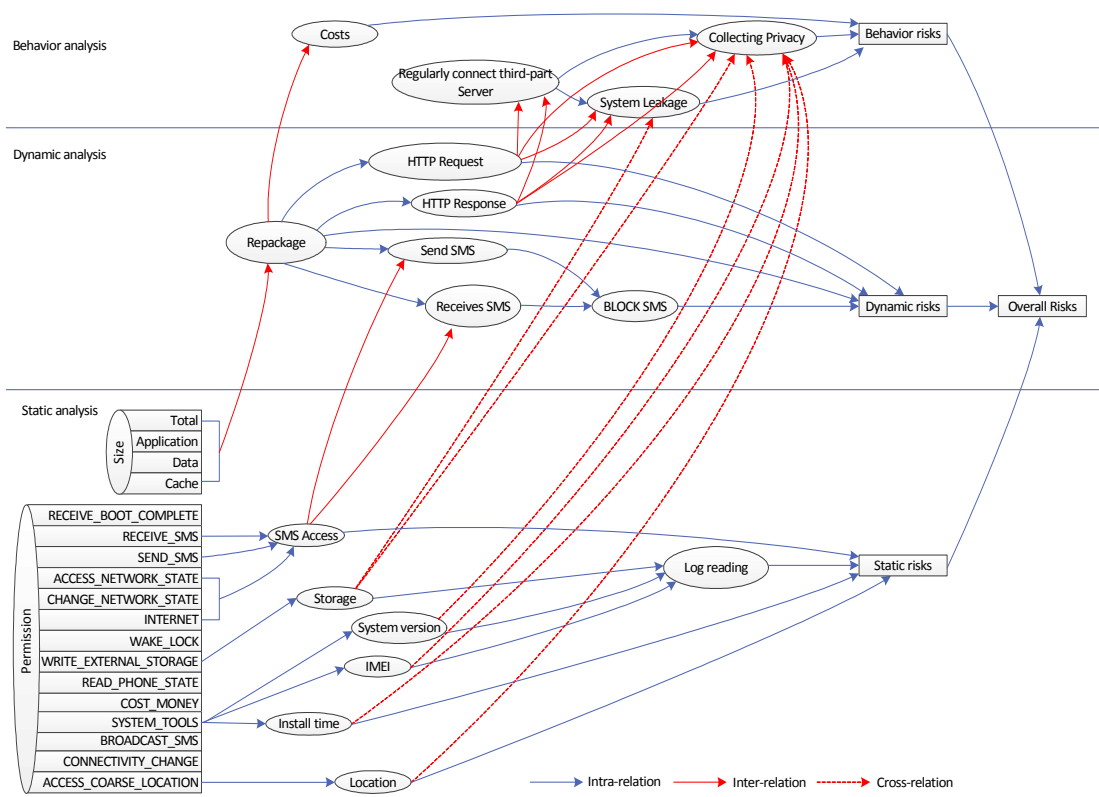 Costs
Collecting Privacy
Behavior risks
Behavior analysis
Regularly connect third-part
Server
System Leakage
Dynamic analysis
HTTP Request
HTTP Response
Repackage
Send SMS
Receives SMS
BLOCK SMS
Dynamic risks
Overall Risks
Static analysis
Size
Total
Application
Data
Cache
Permission
RECEIVE_BOOT_COMPLETE
RECEIVE_SMS
SEND_SMS
ACCESS_NETWORK_STATE
CHANGE_NETWORK_STATE
INTERNET
WAKE_LOCK
WRITE_EXTERNAL_STORAGE
READ_PHONE_STATE
COST_MONEY
SYSTEM_TOOLS
BROADCAST_SMS
CONNECTIVITY_CHANGE
ACCESS_COARSE_LOCATION
SMS Access
Storage
System version
IMEI
Install time
Location
Log reading
Static risks
Intra-relation
Inter-relation
Cross-relation